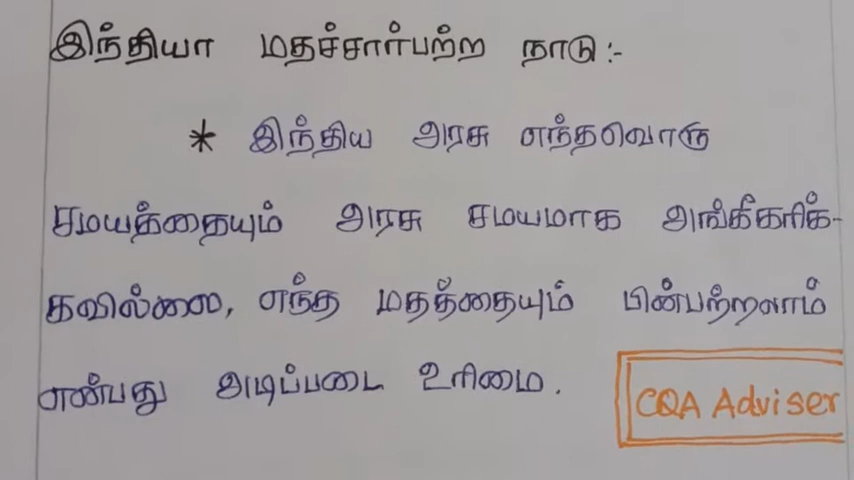 இந்தியா மதச்சார்பற்ற நாடு:-
* இந்திய அரசு எந்தவொரு
சமயத்தையும் அரசு சமயமாக அங்கீகரிக்-
கவில்லை, எந்த மதத்தையும் பின்பற்றலாம்
என்பது அடிப்படை உரிமை.
CQA Adviser